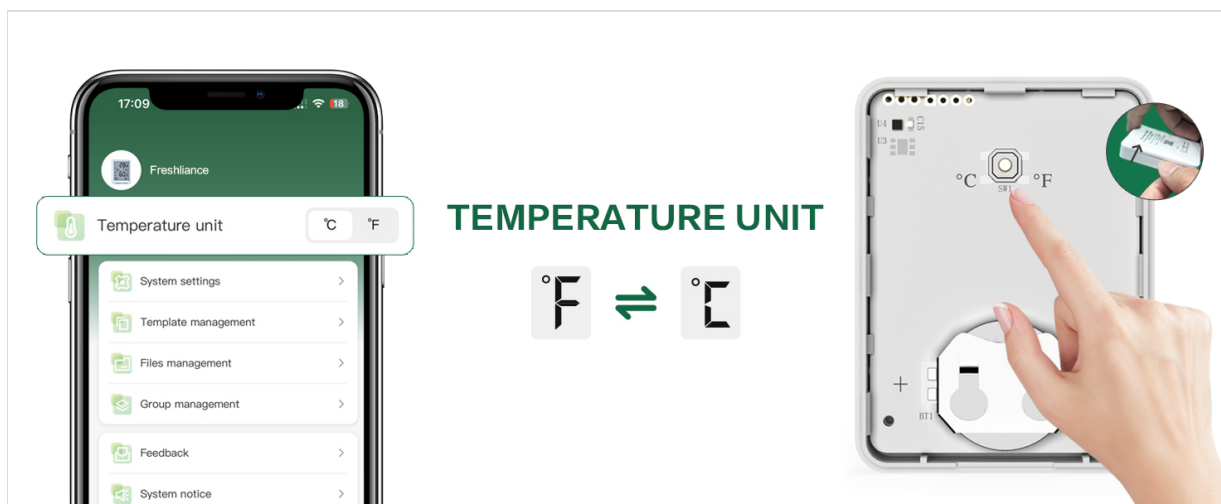 17:09
18
Freshliance
Temperature unit
℃ ℉
System settings
Template management
Files management
Group management
Feedback
System notice
TEMPERATURE UNIT
°F ⇌ °C
U4
C15
U3
°C °F
SW1
+
BT1